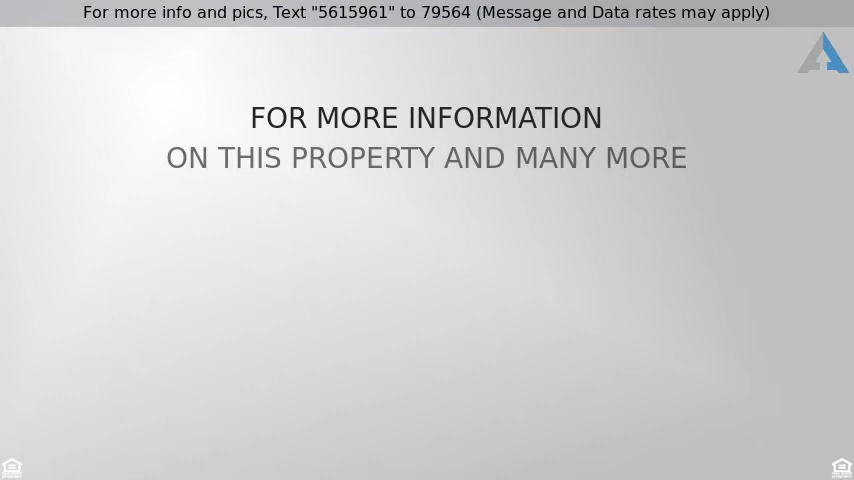 For more info and pics, Text "5615961" to 79564 (Message and Data rates may apply)
FOR MORE INFORMATION
ON THIS PROPERTY AND MANY MORE